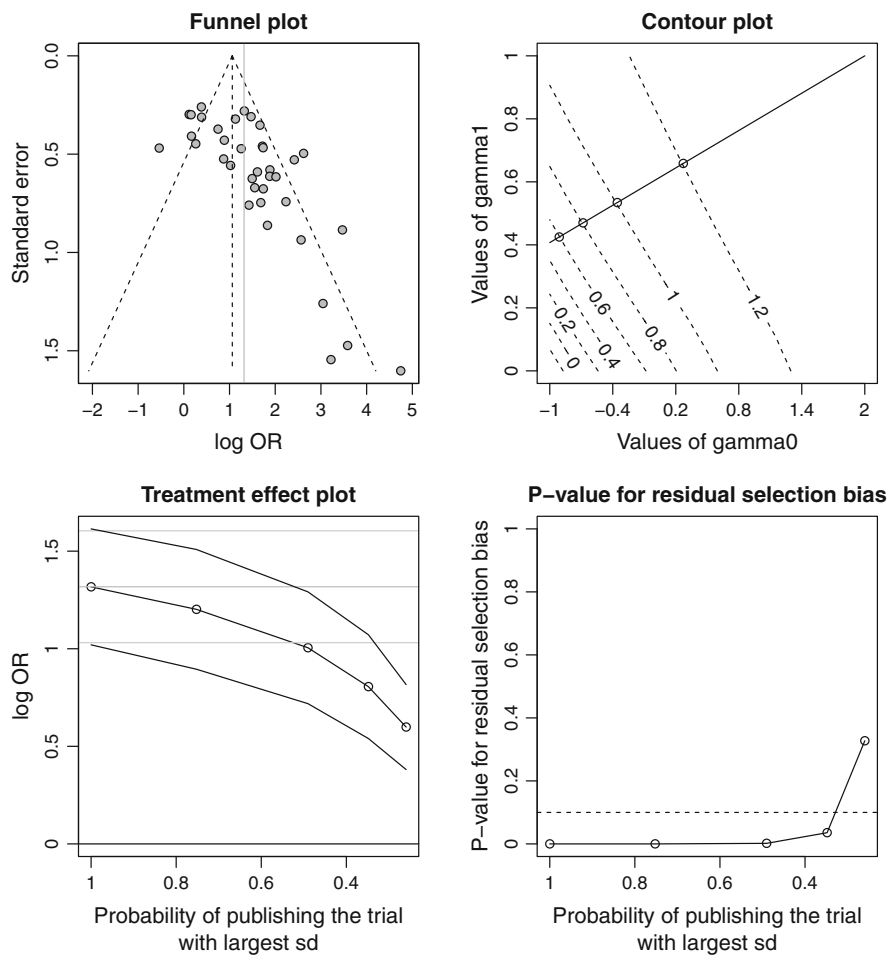 Funnel plot
0.0
0.5
1.0
1.5
Standard error
−2 −1 0 1 2 3 4 5
log OR
Contour plot
1
0.8
0.6
0.4
0.2
0
Values of gamma1
0
0.2
0.4
0.6
0.8
1
1.2
−1 −0.4 0.2 0.8 1.4 2
Values of gamma0
Treatment effect plot
1.5
1
0.5
0
log OR
1 0.8 0.6 0.4
Probability of publishing the trial
with largest sd
P−value for residual selection bias
1
0.8
0.6
0.4
0.2
0
P−value for residual selection bias
1 0.8 0.6 0.4
Probability of publishing the trial
with largest sd